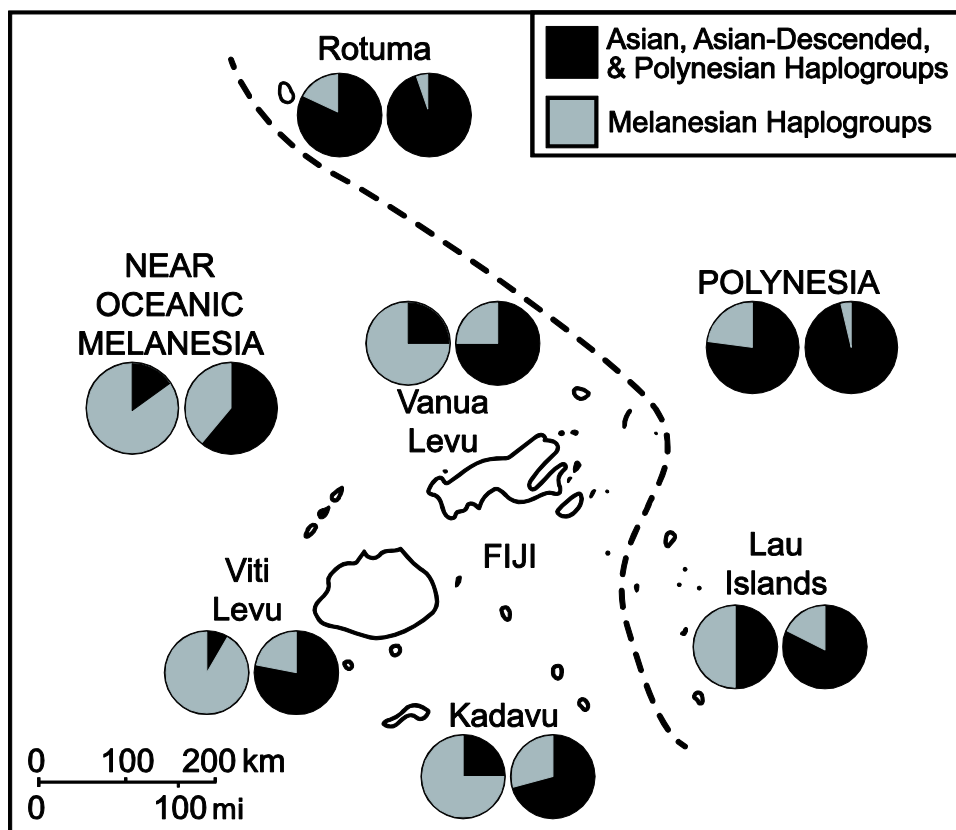 Rotuma
Asian, Asian-Descended,
& Polynesian Haplogroups
Melanesian Haplogroups
NEAR
OCEANIC
MELANESIA
POLYNESIA
Vanua
Levu
FIJI
Viti
Levu
Lau
Islands
Kadavu
0 100 200 km
0 100 mi